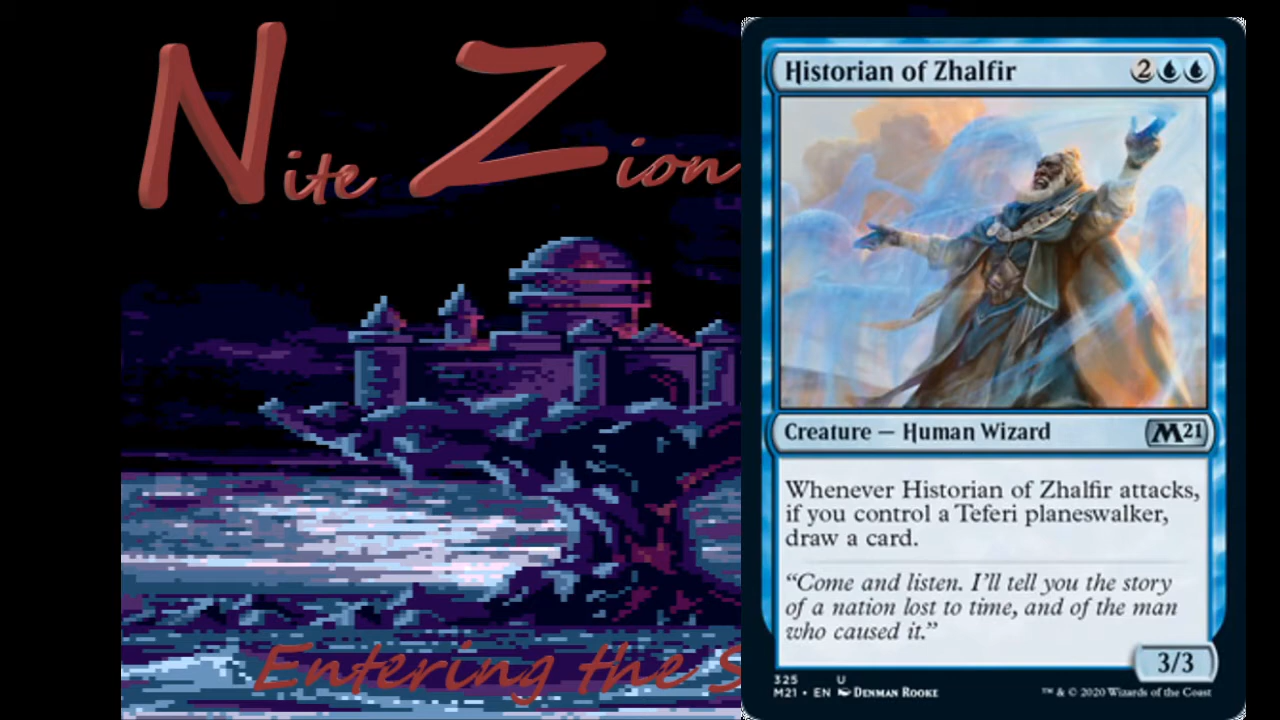 Nite Zion
Entering the S
Historian of Zhalfir 2
Creature — Human Wizard M21
Whenever Historian of Zhalfir attacks,
if you control a Teferi planeswalker,
draw a card.
“Come and listen. I’ll tell you the story
of a nation lost to time, and of the man
who caused it.”
3/3
325 U
M21 • EN DENMAN ROOKE
™ & © 2020 Wizards of the Coast